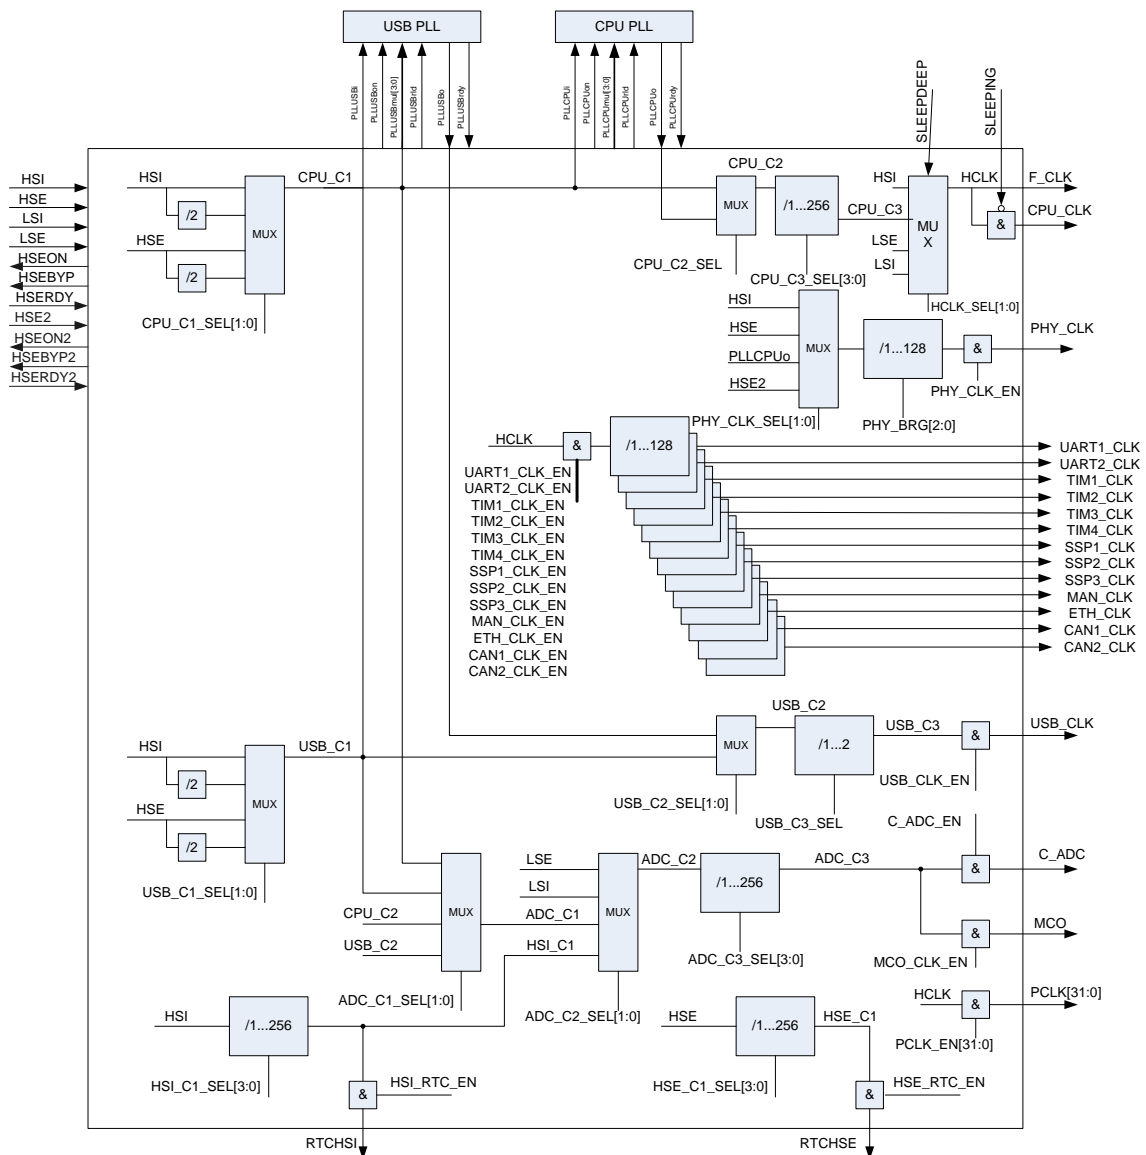 USB PLL
CPU PLL
PLLUSBi
PLLUSBon
PLLUSBmul[3:0]
PLLUSBrld
PLLUSBo
PLLUSBrdy
PLLCPUi
PLLCPUon
PLLCPUmul[3:0]
PLLCPUrld
PLLCPUo
PLLCPUrdy
SLEEPDEEP
SLEEPING
HSI
HSE
LSI
LSE
HSEON
HSEBYP
HSERDY
HSE2
HSEON2
HSEBYP2
HSERDY2
HSI
/2
HSE
/2
MUX
CPU_C1
CPU_C1_SEL[1:0]
CPU_C2
MUX
CPU_C2_SEL
/1...256
CPU_C3
CPU_C3_SEL[3:0]
HSI
LSE
LSI
MU
X
HCLK
HCLK_SEL[1:0]
&
F_CLK
CPU_CLK
HSI
HSE
PLLCPUo
HSE2
MUX
PHY_CLK_SEL[1:0]
/1...128
PHY_BRG[2:0]
&
PHY_CLK_EN
PHY_CLK
HCLK
&
/1...128
UART1_CLK_EN
UART2_CLK_EN
TIM1_CLK_EN
TIM2_CLK_EN
TIM3_CLK_EN
TIM4_CLK_EN
SSP1_CLK_EN
SSP2_CLK_EN
SSP3_CLK_EN
MAN_CLK_EN
ETH_CLK_EN
CAN1_CLK_EN
CAN2_CLK_EN
UART1_CLK
UART2_CLK
TIM1_CLK
TIM2_CLK
TIM3_CLK
TIM4_CLK
SSP1_CLK
SSP2_CLK
SSP3_CLK
MAN_CLK
ETH_CLK
CAN1_CLK
CAN2_CLK
HSI
/2
HSE
/2
MUX
USB_C1
USB_C1_SEL[1:0]
MUX
USB_C2
USB_C2_SEL[1:0]
/1...2
USB_C3
USB_C3_SEL
&
USB_CLK_EN
USB_CLK
CPU_C2
USB_C2
MUX
ADC_C1
ADC_C1_SEL[1:0]
LSE
LSI
HSI_C1
MUX
ADC_C2
ADC_C2_SEL[1:0]
/1...256
ADC_C3
ADC_C3_SEL[3:0]
C_ADC_EN
&
C_ADC
&
MCO
MCO_CLK_EN
HCLK
&
PCLK[31:0]
PCLK_EN[31:0]
HSI
/1...256
HSI_C1_SEL[3:0]
&
HSI_RTC_EN
RTCHSI
HSE
/1...256
HSE_C1
HSE_C1_SEL[3:0]
&
HSE_RTC_EN
RTCHSE